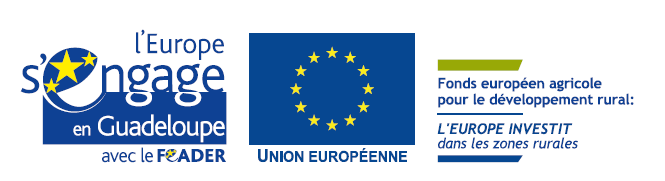 l'Europe
s'engage
en Guadeloupe
avec le FEADER
UNION EUROPÉENNE
Fonds européen agricole
pour le développement rural:
L'EUROPE INVESTIT
dans les zones rurales